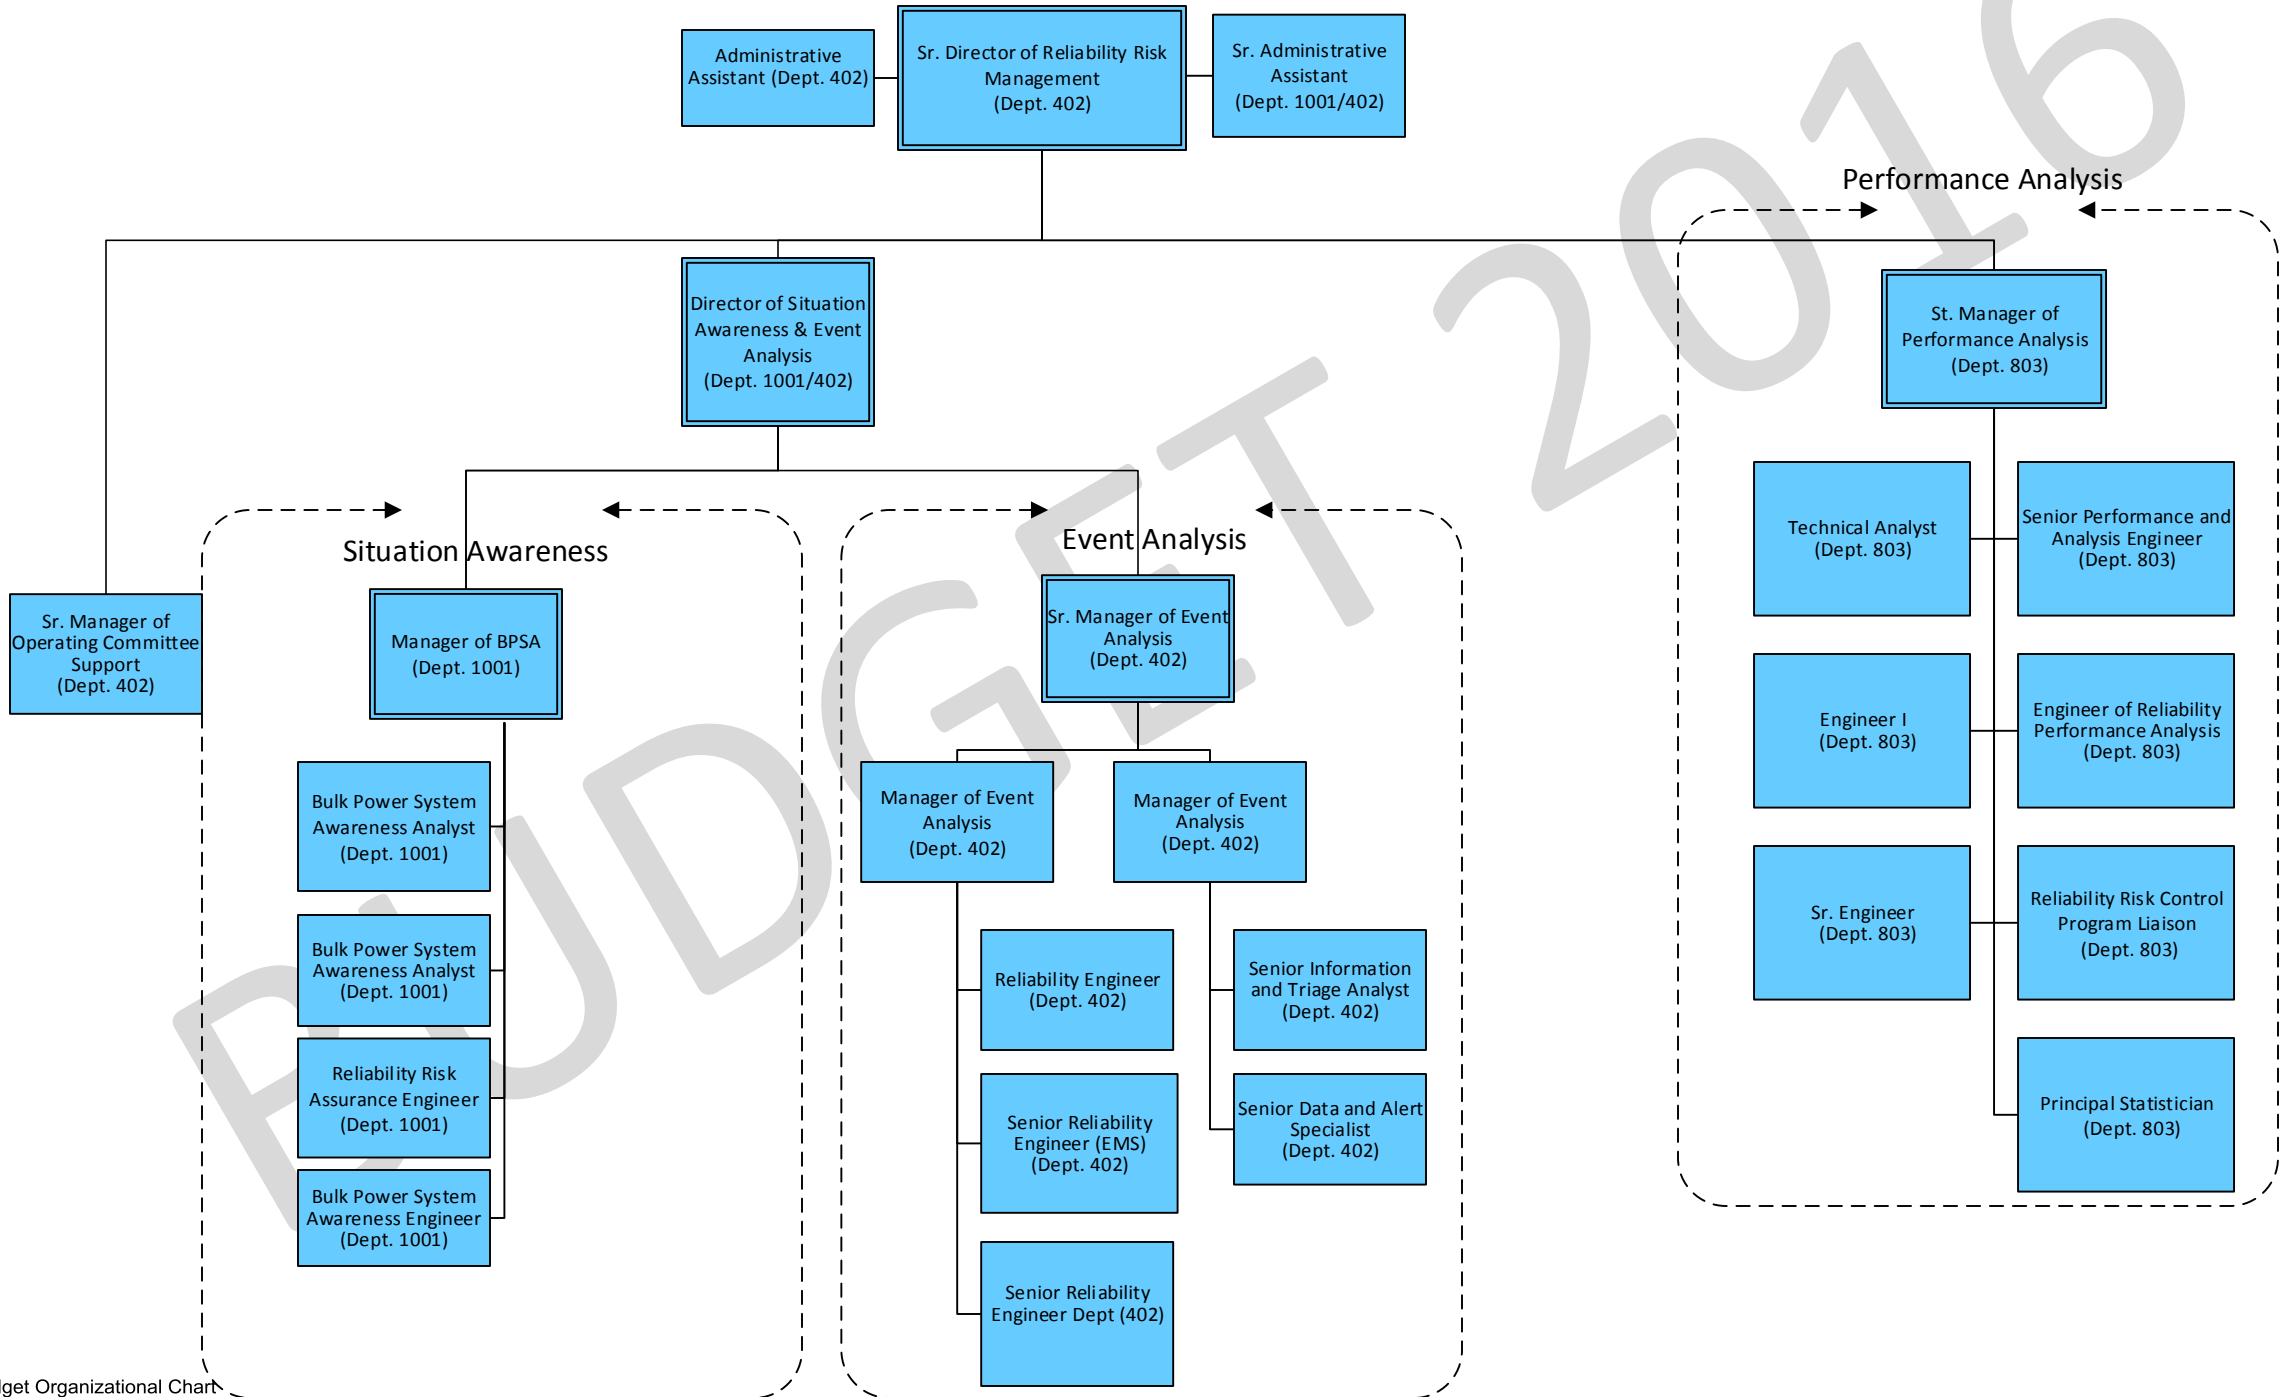 Administrative
Assistant (Dept. 402)
Sr. Director of Reliability Risk
Management
(Dept. 402)
Sr. Administrative
Assistant
(Dept. 1001/402)
Performance Analysis
Director of Situation
Awareness & Event
Analysis
(Dept. 1001/402)
St. Manager of
Performance Analysis
(Dept. 803)
Technical Analyst
(Dept. 803)
Senior Performance and
Analysis Engineer
(Dept. 803)
Engineer I
(Dept. 803)
Engineer of Reliability
Performance Analysis
(Dept. 803)
Sr. Engineer
(Dept. 803)
Reliability Risk Control
Program Liaison
(Dept. 803)
Principal Statistician
(Dept. 803)
Sr. Manager of
Operating Committee
Support
(Dept. 402)
Situation Awareness
Manager of BPSA
(Dept. 1001)
Bulk Power System
Awareness Analyst
(Dept. 1001)
Bulk Power System
Awareness Analyst
(Dept. 1001)
Reliability Risk
Assurance Engineer
(Dept. 1001)
Bulk Power System
Awareness Engineer
(Dept. 1001)
Event Analysis
Sr. Manager of Event
Analysis
(Dept. 402)
Manager of Event
Analysis
(Dept. 402)
Manager of Event
Analysis
(Dept. 402)
Reliability Engineer
(Dept. 402)
Senior Reliability
Engineer (EMS)
(Dept. 402)
Senior Reliability
Engineer Dept (402)
Senior Information
and Triage Analyst
(Dept. 402)
Senior Data and Alert
Specialist
(Dept. 402)
BUDGET 2016
Organizational Chart